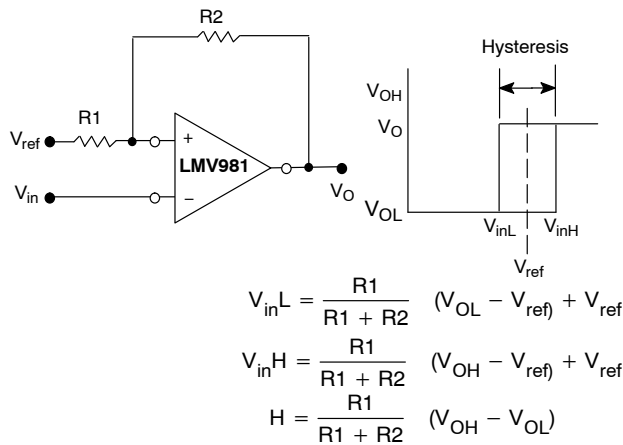 R2
Hysteresis
R1
V_OH
V_ref
+
LMV981
V_O
V_in
−
V_O
V_OL
V_inL
V_inH
V_ref
V_inL = R1 / (R1 + R2) (V_OL − V_ref) + V_ref
V_inH = R1 / (R1 + R2) (V_OH − V_ref) + V_ref
H = R1 / (R1 + R2) (V_OH − V_OL)